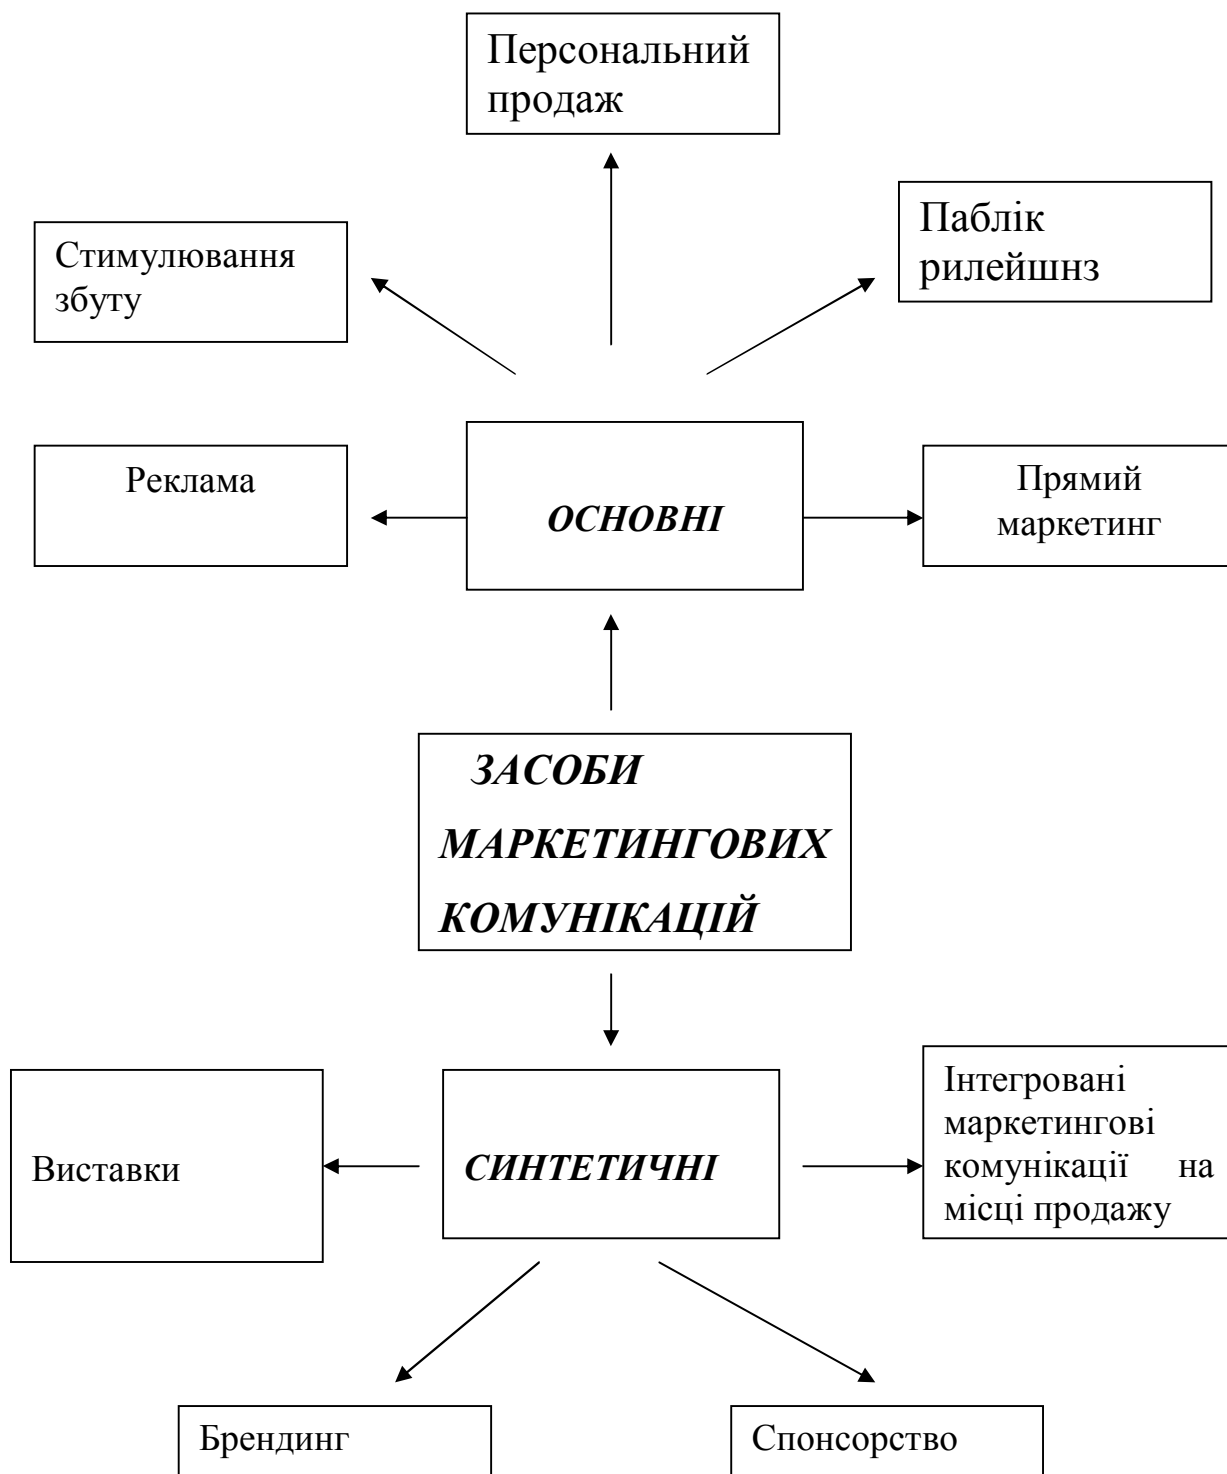 Персональний
продаж
Паблік
рилейшнз
Стимулювання
збуту
Реклама
ОСНОВНІ
Прямий
маркетинг
ЗАСОБИ
МАРКЕТИНГОВИХ
КОМУНІКАЦІЙ
Виставки
СИНТЕТИЧНІ
Інтегровані
маркетингові
комунікації на
місці продажу
Брендинг
Спонсорство